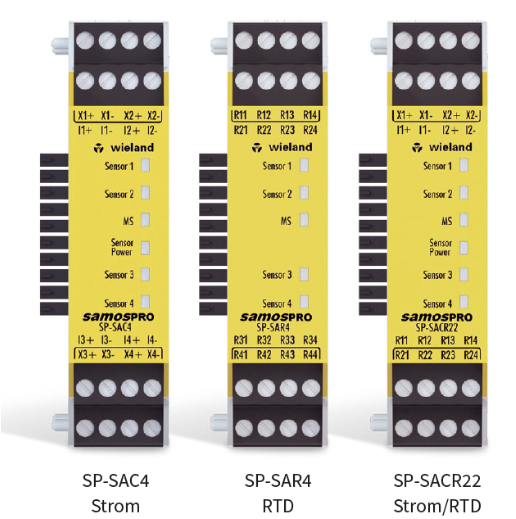 X1+ X1- X2+ X2-
I1+ I1- I2+ I2-
wieland
Sensor 1
Sensor 2
MS
Sensor
Power
Sensor 3
Sensor 4
samosPRO
SP-SAC4
I3+ I3- I4+ I4-
X3+ X3- X4+ X4-
SP-SAC4
Strom
R11 R12 R13 R14
R21 R22 R23 R24
wieland
Sensor 1
Sensor 2
MS
Sensor 3
Sensor 4
samosPRO
SP-SAR4
R31 R32 R33 R34
R41 R42 R43 R44
SP-SAR4
RTD
X1+ X1- X2+ X2-
I1+ I1- I2+ I2-
wieland
Sensor 1
Sensor 2
MS
Sensor
Power
Sensor 3
Sensor 4
samosPRO
SP-SACR22
R11 R12 R13 R14
R21 R22 R23 R24
SP-SACR22
Strom/RTD